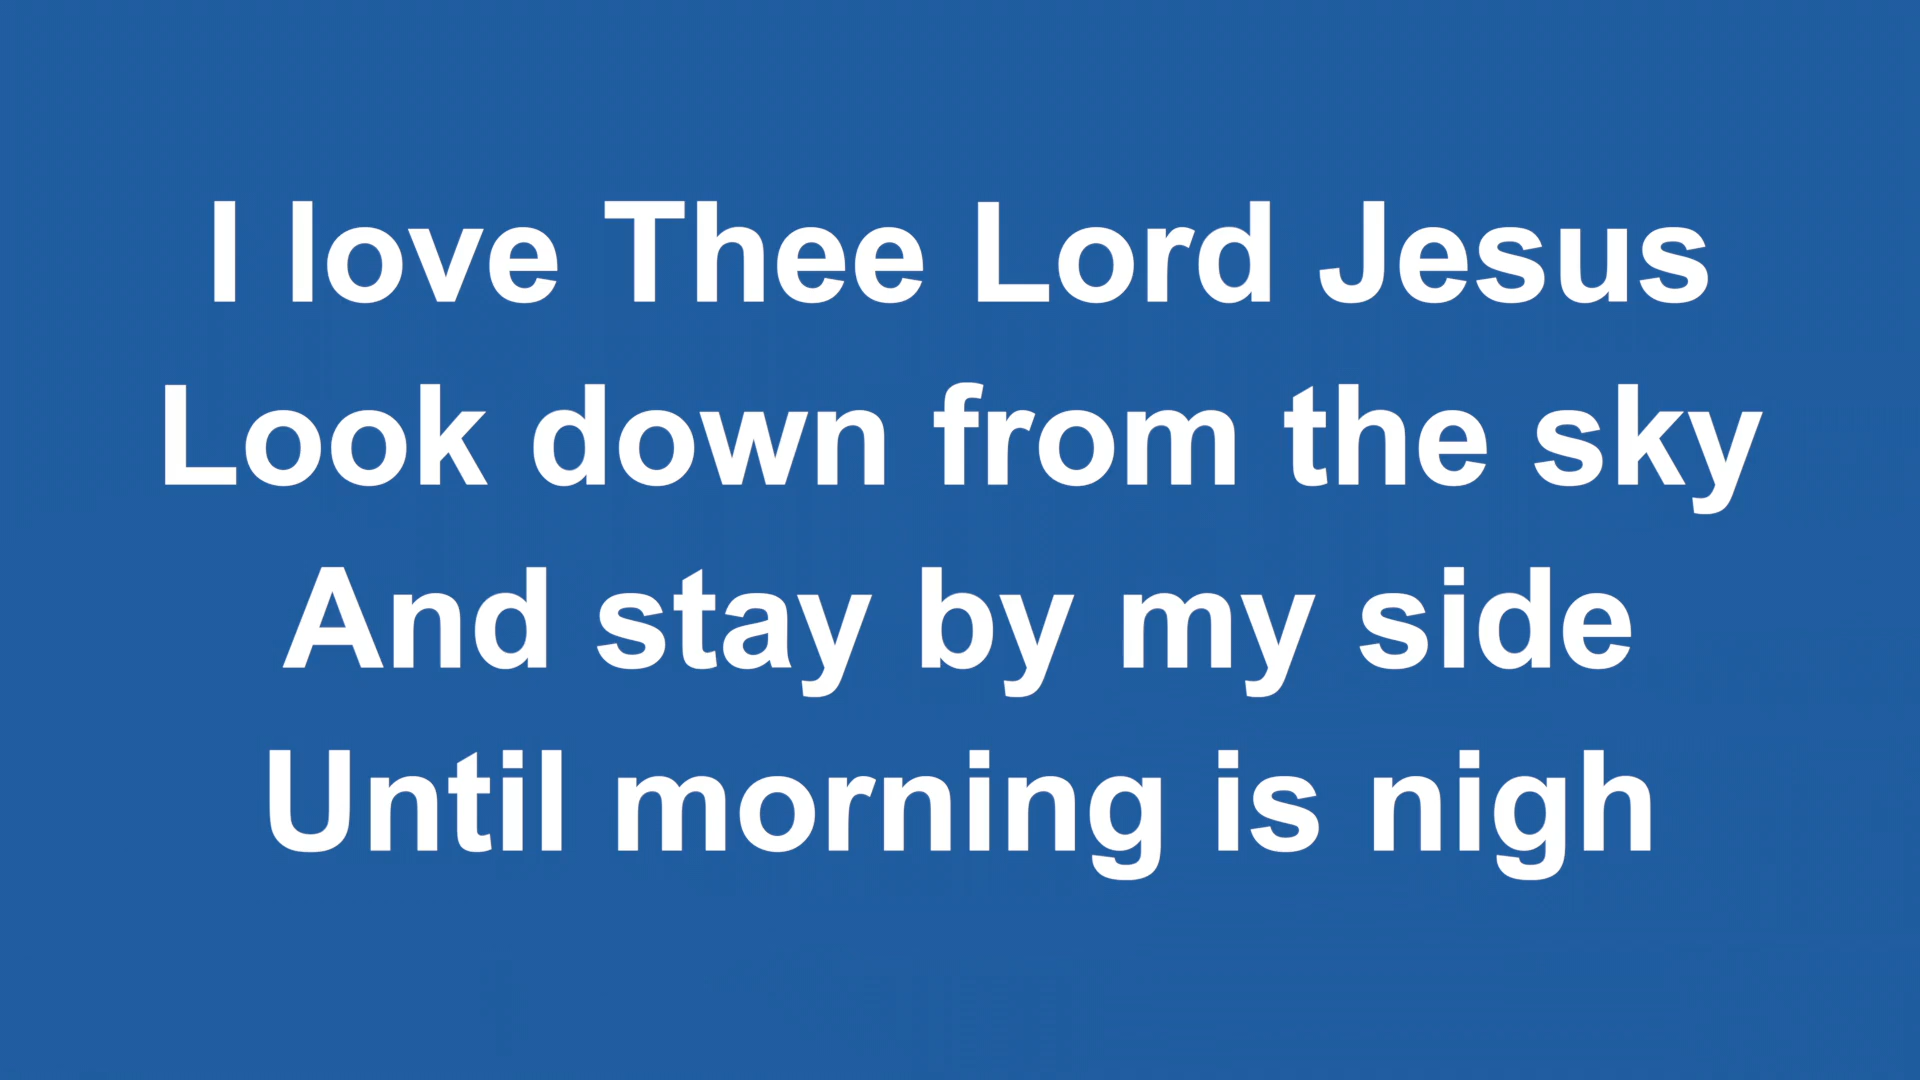 I love Thee Lord Jesus
Look down from the sky
And stay by my side
Until morning is nigh